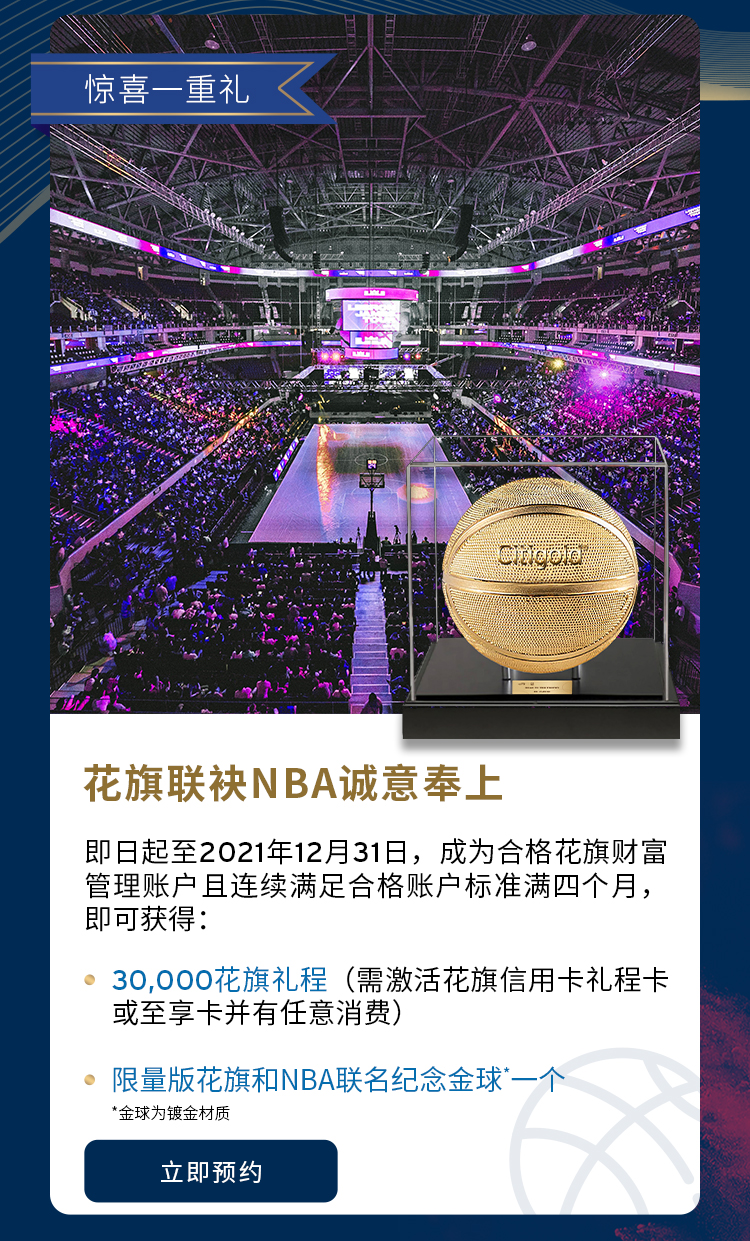 惊喜一重礼
Citigold
花旗联袂NBA诚意奉上
即日起至2021年12月31日，成为合格花旗财富
管理账户且连续满足合格账户标准满四个月，
即可获得：
30,000花旗礼程（需激活花旗信用卡礼程卡
或至享卡并有任意消费）
限量版花旗和NBA联名纪念金球*一个
*金球为镀金材质
立即预约